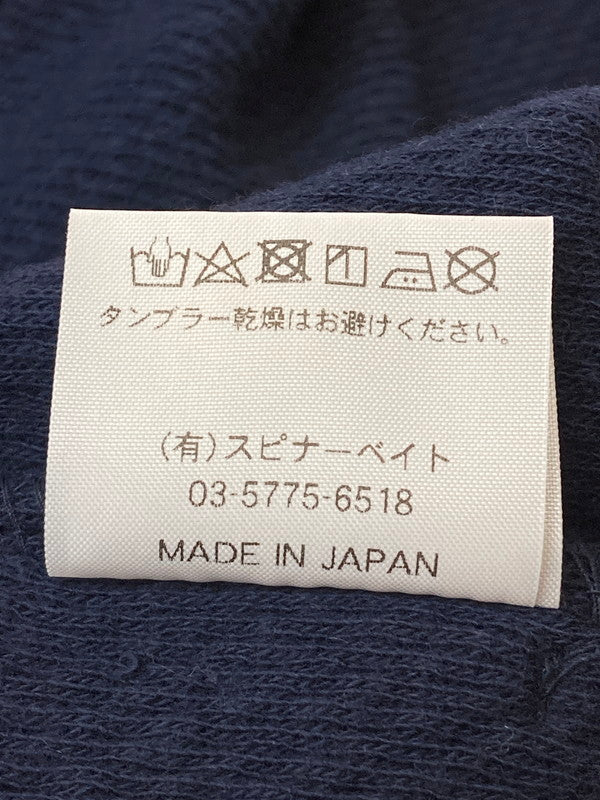 タンブラー乾燥はお避けください。
(有)スピナーベイト
03-5775-6518
MADE IN JAPAN